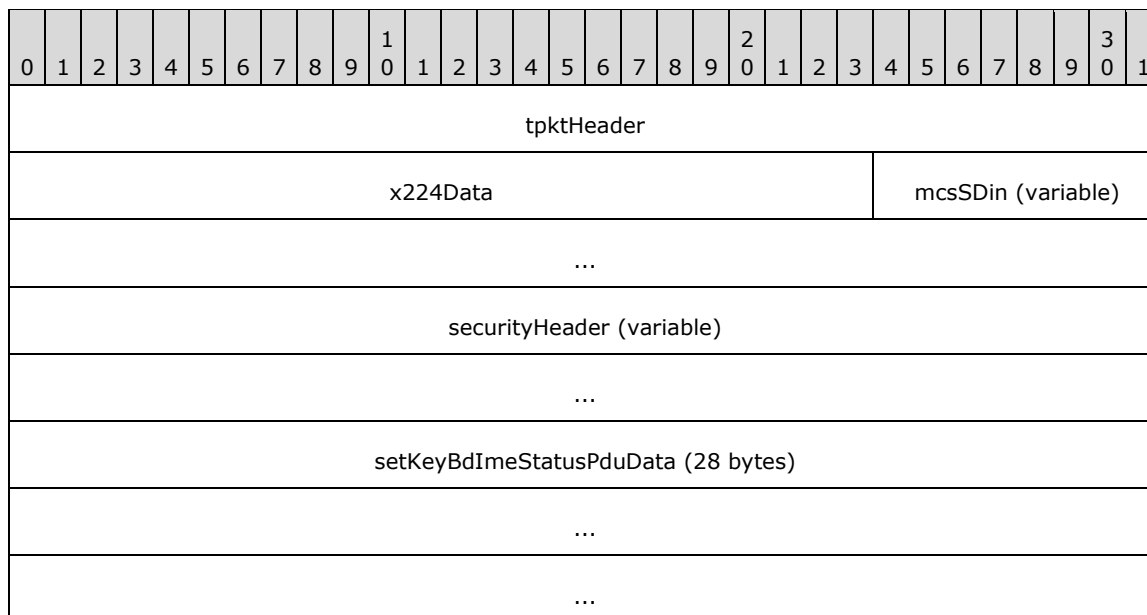 1 2 3
0 1 2 3 4 5 6 7 8 9 0 1 2 3 4 5 6 7 8 9 0 1 2 3 4 5 6 7 8 9 0 1
tpktHeader
x224Data mcsSDin (variable)
...
securityHeader (variable)
...
setKeyBdImeStatusPduData (28 bytes)
...
...